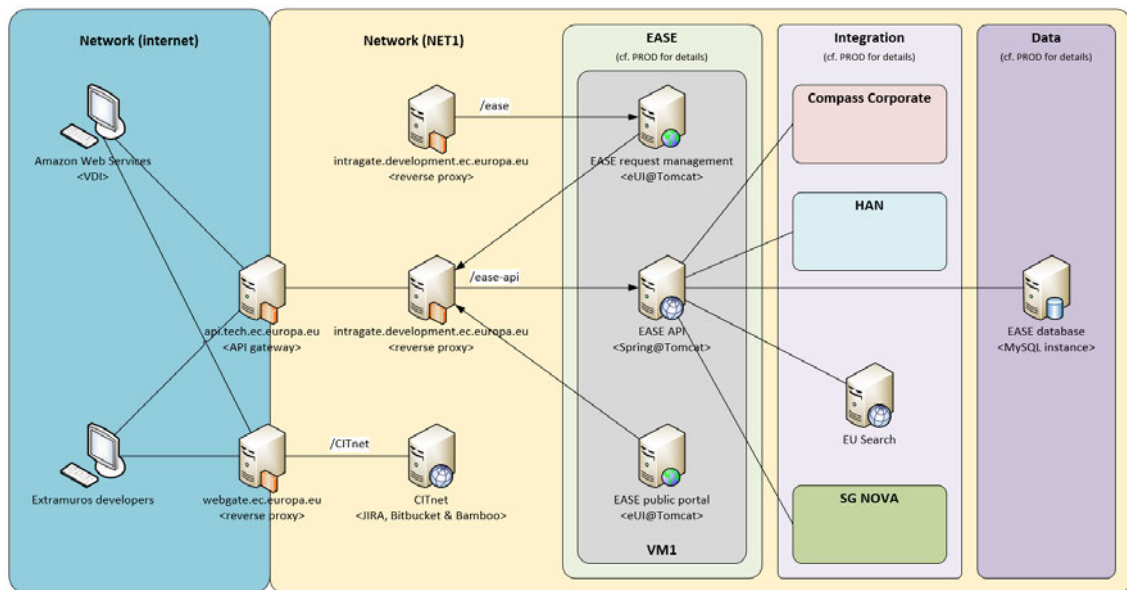 Network (internet)
Network (NET1)
EASE
(cf. PROD for details)
Integration
(cf. PROD for details)
Data
(cf. PROD for details)
/ease
Compass Corporate
Amazon Web Services
<VDI>
intragate.development.ec.europa.eu
<reverse proxy>
EASE request management
<eUI@Tomcat>
HAN
/ease-api
api.tech.ec.europa.eu
<API gateway>
intragate.development.ec.europa.eu
<reverse proxy>
EASE API
<Spring@Tomcat>
EASE database
<MySQL instance>
EU Search
/CITnet
Extramuros developers
webgate.ec.europa.eu
<reverse proxy>
CITnet
<JIRA, Bitbucket & Bamboo>
EASE public portal
<eUI@Tomcat>
SG NOVA
VM1